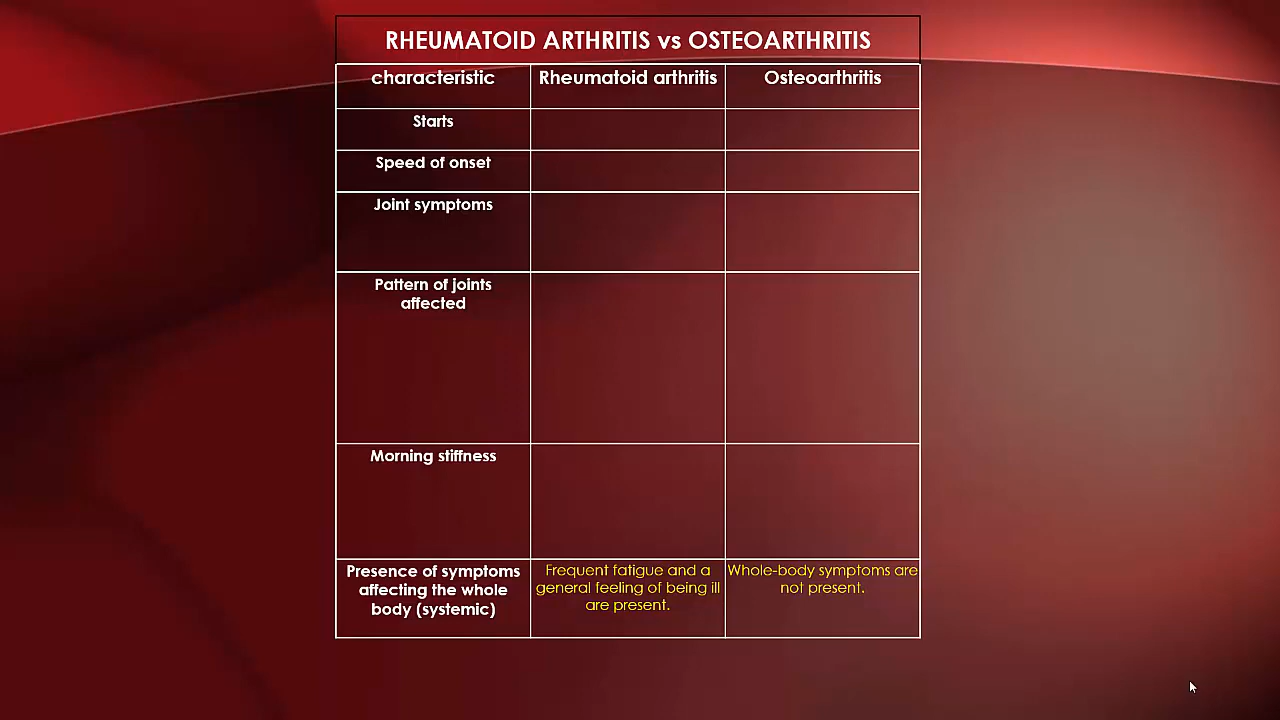 RHEUMATOID ARTHRITIS vs OSTEOARTHRITIS
characteristic Rheumatoid arthritis Osteoarthritis
Starts
Speed of onset
Joint symptoms
Pattern of joints
affected
Morning stiffness
Presence of symptoms
affecting the whole
body (systemic)
Frequent fatigue and a
general feeling of being ill
are present.
Whole-body symptoms are
not present.